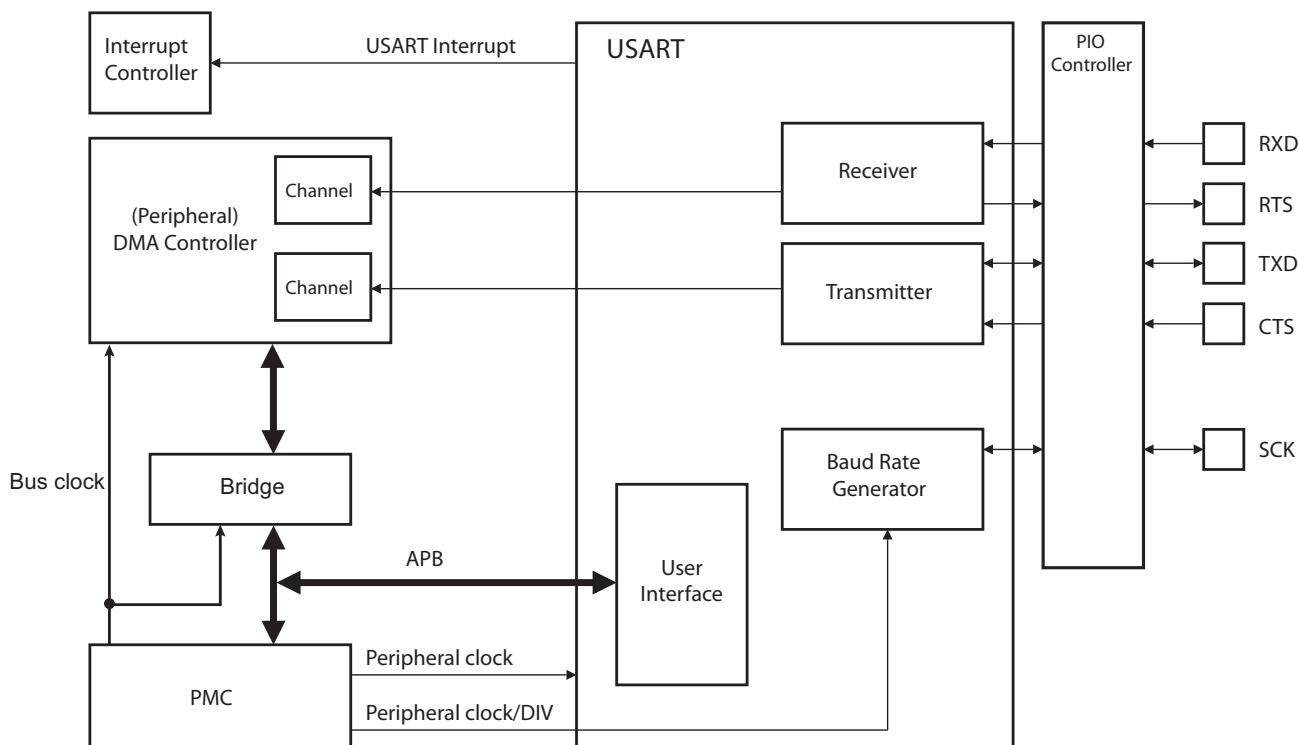 Interrupt
Controller
USART Interrupt
USART
PIO
Controller
(Peripheral)
DMA Controller
Channel
Channel
Receiver
Transmitter
RXD
RTS
TXD
CTS
Baud Rate
Generator
SCK
Bus clock
Bridge
APB
User
Interface
PMC
Peripheral clock
Peripheral clock/DIV